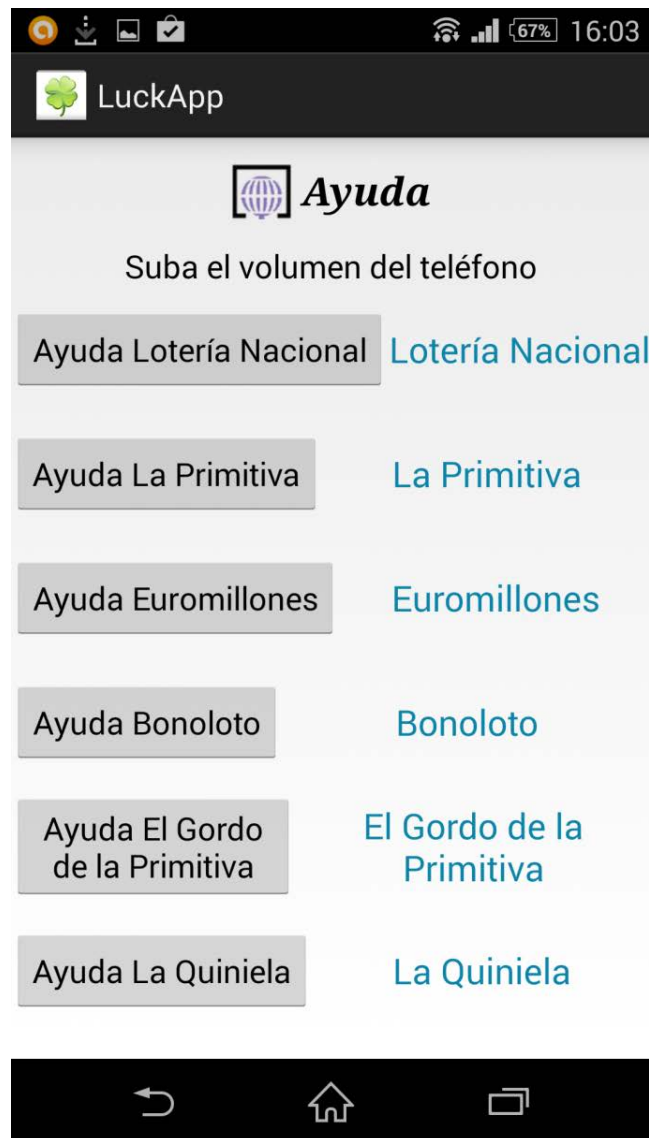 67% 16:03
LuckApp
Ayuda
Suba el volumen del teléfono
Ayuda Lotería Nacional Lotería Nacional
Ayuda La Primitiva La Primitiva
Ayuda Euromillones Euromillones
Ayuda Bonoloto Bonoloto
Ayuda El Gordo
de la Primitiva
El Gordo de la
Primitiva
Ayuda La Quiniela La Quiniela